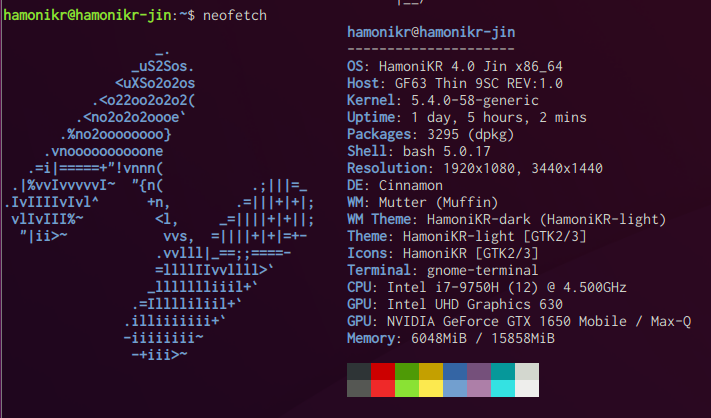 |__,
hamonikr@hamonikr-jin:~$ neofetch
hamonikr@hamonikr-jin
---------------------
_.
_uS2Sos.
<uXSo2o2os
.<o22oo2o2o2(
.<no2o2o2oooe`
.%no2oooooooo}
.vnoooooooooone
.=i|=====+"!vnnn(
.|%vvIvvvvvI~ "{n( .;|||=_
.IvIIIIvIvl^ +n, .=|||+|+|;
vlIvIII%~ <l, _=||||+|+||;
"|ii>~ vvs, =||||+|+|=+-
.vvlll|_==;;====-
=llllIIvvllll>`
_llllllliiil+`
.=Illlliliil+`
.illiiiiiii+`
-iiiiiiii~
-+iii>~
OS: HamoniKR 4.0 Jin x86_64
Host: GF63 Thin 9SC REV:1.0
Kernel: 5.4.0-58-generic
Uptime: 1 day, 5 hours, 2 mins
Packages: 3295 (dpkg)
Shell: bash 5.0.17
Resolution: 1920x1080, 3440x1440
DE: Cinnamon
WM: Mutter (Muffin)
WM Theme: HamoniKR-dark (HamoniKR-light)
Theme: HamoniKR-light [GTK2/3]
Icons: HamoniKR [GTK2/3]
Terminal: gnome-terminal
CPU: Intel i7-9750H (12) @ 4.500GHz
GPU: Intel UHD Graphics 630
GPU: NVIDIA GeForce GTX 1650 Mobile / Max-Q
Memory: 6048MiB / 15858MiB